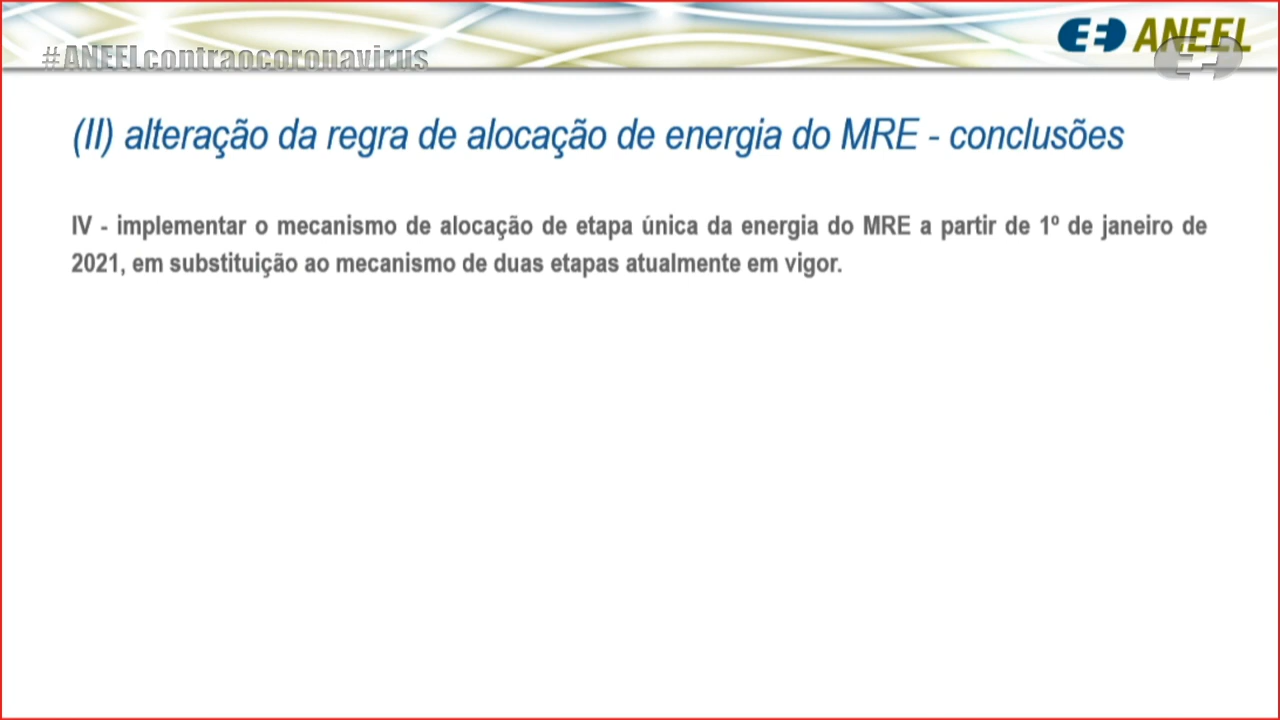 #ANEELcontraocoronavirus
ANEEL
(II) alteração da regra de alocação de energia do MRE - conclusões
IV - implementar o mecanismo de alocação de etapa única da energia do MRE a partir de 1º de janeiro de
2021, em substituição ao mecanismo de duas etapas atualmente em vigor.